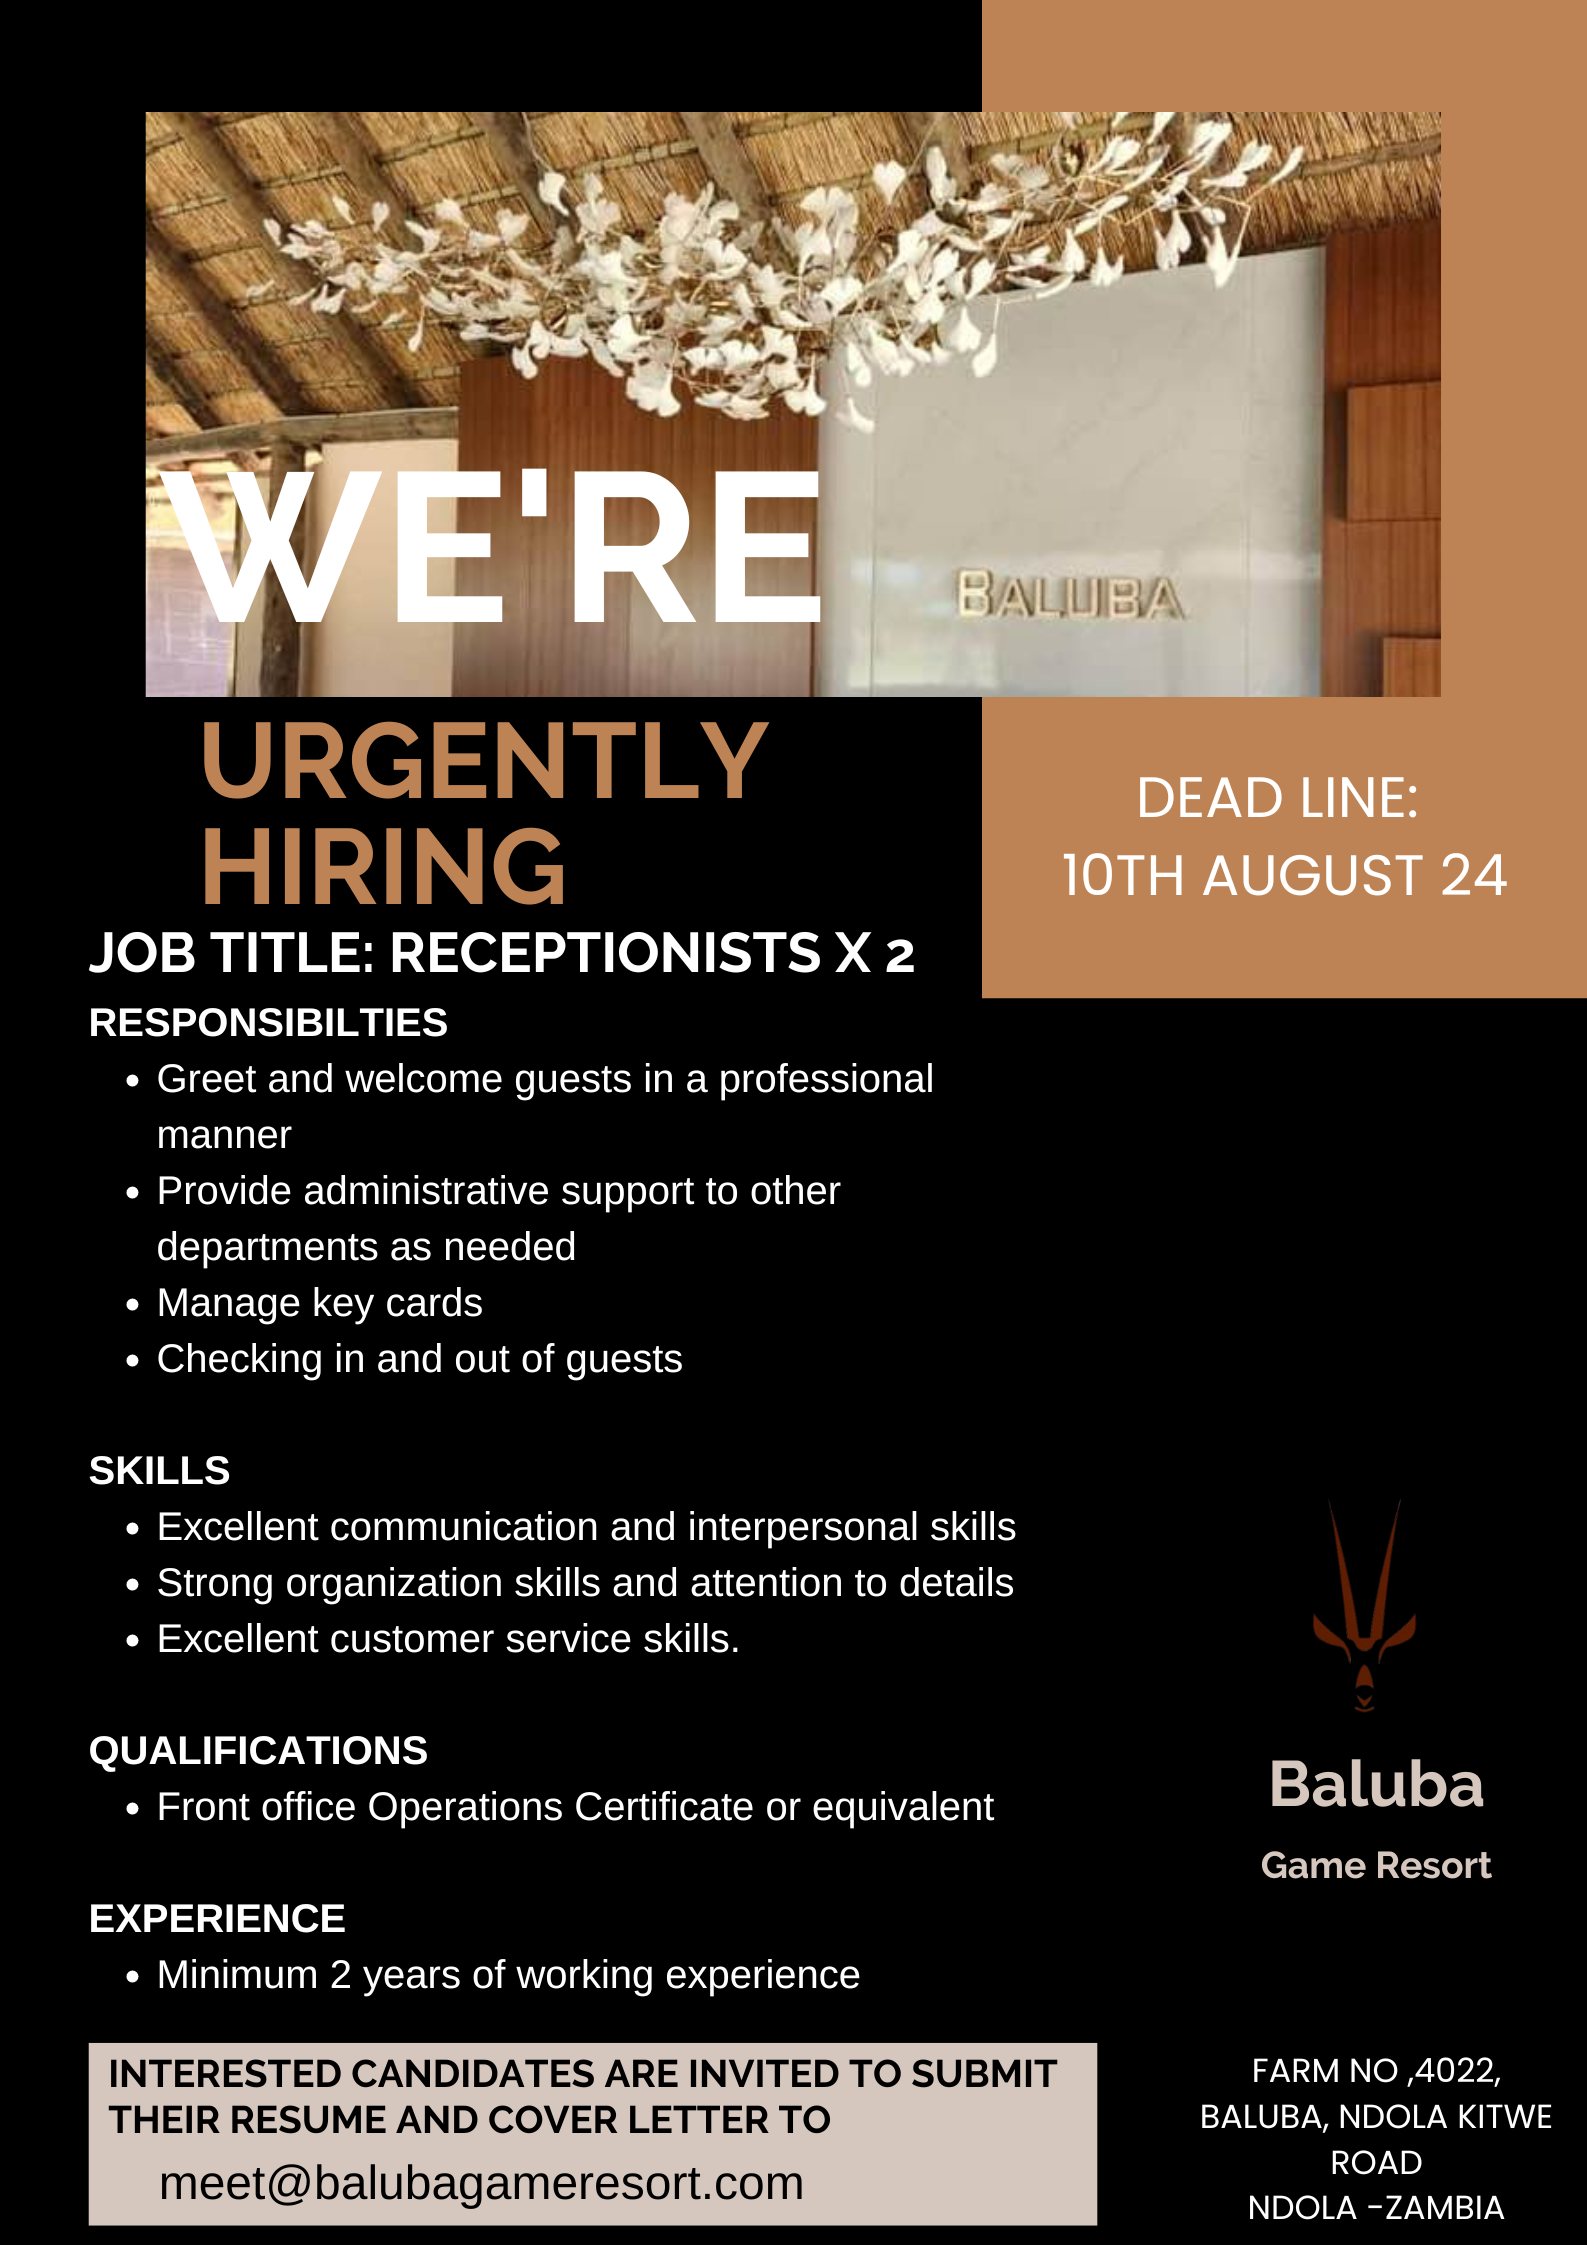 BALUBA
WE'RE
URGENTLY
HIRING
DEAD LINE:
10TH AUGUST 24
JOB TITLE: RECEPTIONISTS X 2
RESPONSIBILTIES
• Greet and welcome guests in a professional
manner
• Provide administrative support to other
departments as needed
• Manage key cards
• Checking in and out of guests
SKILLS
• Excellent communication and interpersonal skills
• Strong organization skills and attention to details
• Excellent customer service skills.
QUALIFICATIONS
• Front office Operations Certificate or equivalent
EXPERIENCE
• Minimum 2 years of working experience
Baluba
Game Resort
INTERESTED CANDIDATES ARE INVITED TO SUBMIT
THEIR RESUME AND COVER LETTER TO
meet@balubagameresort.com
FARM NO ,4022,
BALUBA, NDOLA KITWE
ROAD
NDOLA -ZAMBIA